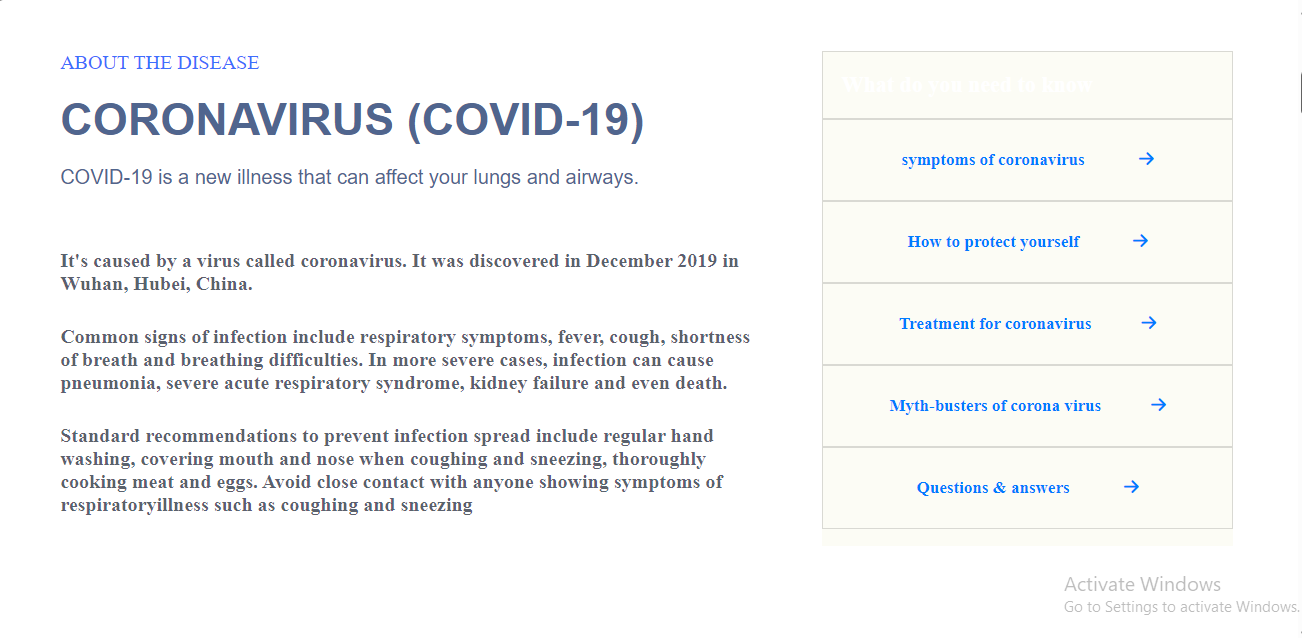 ABOUT THE DISEASE
CORONAVIRUS (COVID-19)
COVID-19 is a new illness that can affect your lungs and airways.
It's caused by a virus called coronavirus. It was discovered in December 2019 in
Wuhan, Hubei, China.
Common signs of infection include respiratory symptoms, fever, cough, shortness
of breath and breathing difficulties. In more severe cases, infection can cause
pneumonia, severe acute respiratory syndrome, kidney failure and even death.
Standard recommendations to prevent infection spread include regular hand
washing, covering mouth and nose when coughing and sneezing, thoroughly
cooking meat and eggs. Avoid close contact with anyone showing symptoms of
respiratoryillness such as coughing and sneezing
What do you need to know
symptoms of coronavirus
How to protect yourself
Treatment for coronavirus
Myth-busters of corona virus
Questions & answers
Activate Windows
Go to Settings to activate Windows.